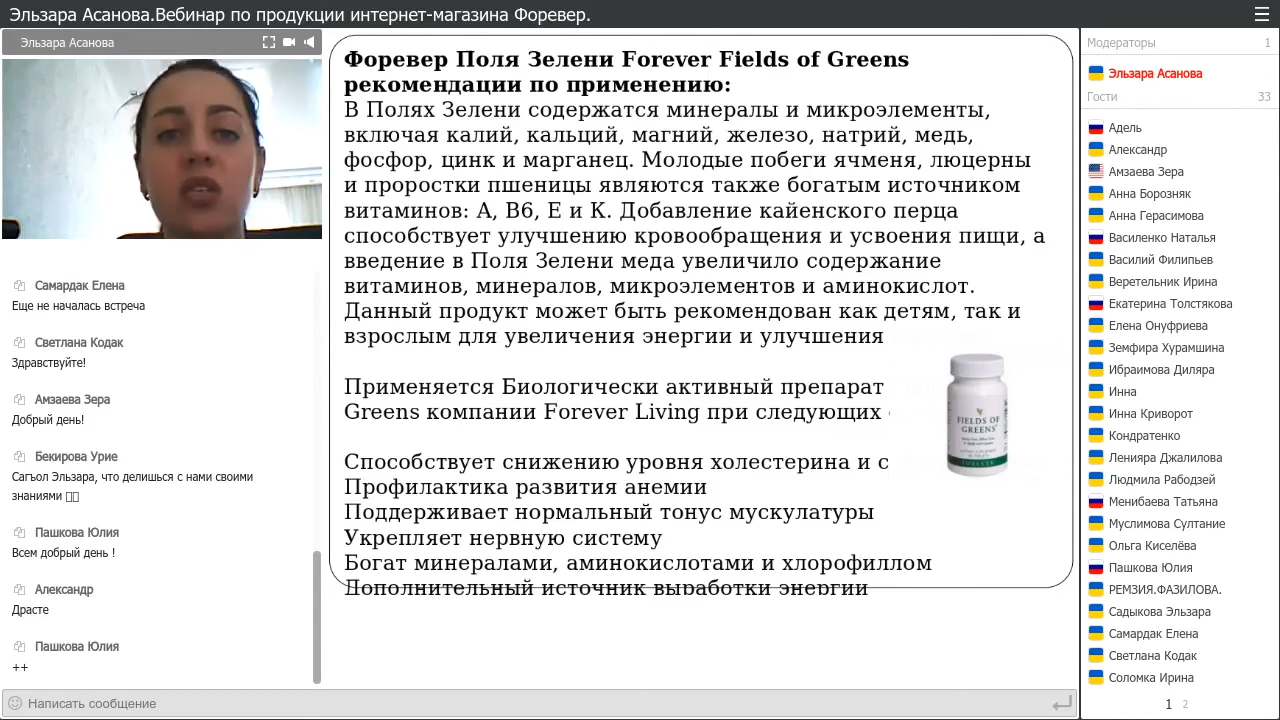 Эльзара Асанова.Вебинар по продукции интернет-магазина Форевер.
Эльзара Асанова
Самардак Елена
Еще не началась встреча
Светлана Кодак
Здравствуйте!
Амзаева Зера
Добрый день!
Бекирова Урие
Сагъол Эльзара, что делишься с нами своими
знаниями
Пашкова Юлия
Всем добрый день !
Александр
Драсте
Пашкова Юлия
++
Написать сообщение
Форевер Поля Зелени Forever Fields of Greens
рекомендации по применению:
В Полях Зелени содержатся минералы и микроэлементы,
включая калий, кальций, магний, железо, натрий, медь,
фосфор, цинк и марганец. Молодые побеги ячменя, люцерны
и проростки пшеницы являются также богатым источником
витаминов: А, В6, Е и К. Добавление кайенского перца
способствует улучшению кровообращения и усвоения пищи, а
введение в Поля Зелени меда увеличило содержание
витаминов, минералов, микроэлементов и аминокислот.
Данный продукт может быть рекомендован как детям, так и
взрослым для увеличения энергии и улучшения
Применяется Биологически активный препарат
Greens компании Forever Living при следующих
Способствует снижению уровня холестерина и с
Профилактика развития анемии
Поддерживает нормальный тонус мускулатуры
Укрепляет нервную систему
Богат минералами, аминокислотами и хлорофиллом
Дополнительный источник выработки энергии
FIELDS OF
GREENS
FOREVER
Модераторы 1
Эльзара Асанова
Гости 33
Адель
Александр
Амзаева Зера
Анна Борозняк
Анна Герасимова
Василенко Наталья
Василий Филипьев
Веретельник Ирина
Екатерина Толстякова
Елена Онуфриева
Земфира Хурамшина
Ибраимова Диляра
Инна
Инна Криворот
Кондратенко
Ленияра Джалилова
Людмила Рабодзей
Менибаева Татьяна
Муслимова Султание
Ольга Киселёва
Пашкова Юлия
РЕМЗИЯ.ФАЗИЛОВА.
Садыкова Эльзара
Самардак Елена
Светлана Кодак
Соломка Ирина
1 2